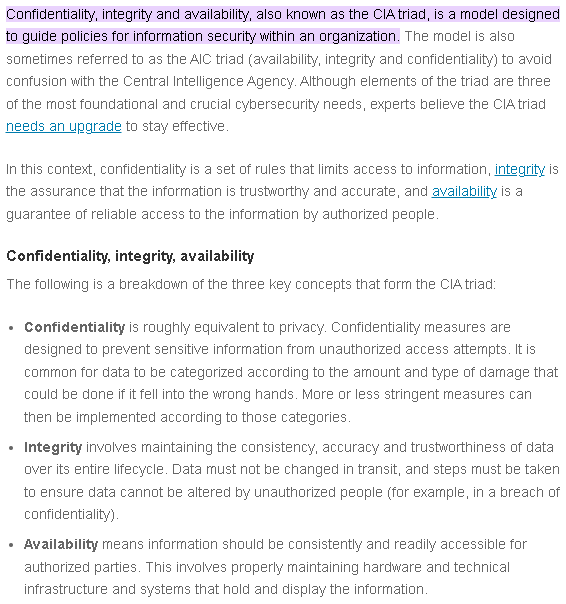 Confidentiality, integrity and availability, also known as the CIA triad, is a model designed
to guide policies for information security within an organization. The model is also
sometimes referred to as the AIC triad (availability, integrity and confidentiality) to avoid
confusion with the Central Intelligence Agency. Although elements of the triad are three
of the most foundational and crucial cybersecurity needs, experts believe the CIA triad
needs an upgrade to stay effective.
In this context, confidentiality is a set of rules that limits access to information, integrity is
the assurance that the information is trustworthy and accurate, and availability is a
guarantee of reliable access to the information by authorized people.
Confidentiality, integrity, availability
The following is a breakdown of the three key concepts that form the CIA triad:
• Confidentiality is roughly equivalent to privacy. Confidentiality measures are
designed to prevent sensitive information from unauthorized access attempts. It is
common for data to be categorized according to the amount and type of damage that
could be done if it fell into the wrong hands. More or less stringent measures can
then be implemented according to those categories.
• Integrity involves maintaining the consistency, accuracy and trustworthiness of data
over its entire lifecycle. Data must not be changed in transit, and steps must be taken
to ensure data cannot be altered by unauthorized people (for example, in a breach of
confidentiality).
• Availability means information should be consistently and readily accessible for
authorized parties. This involves properly maintaining hardware and technical
infrastructure and systems that hold and display the information.